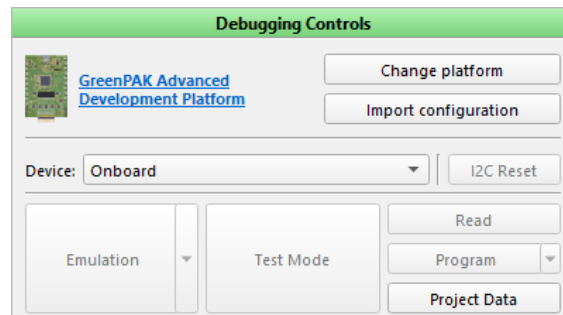 Debugging Controls
GreenPAK Advanced
Development Platform
Change platform
Import configuration
Device: Onboard
I2C Reset
Emulation
Test Mode
Read
Program
Project Data